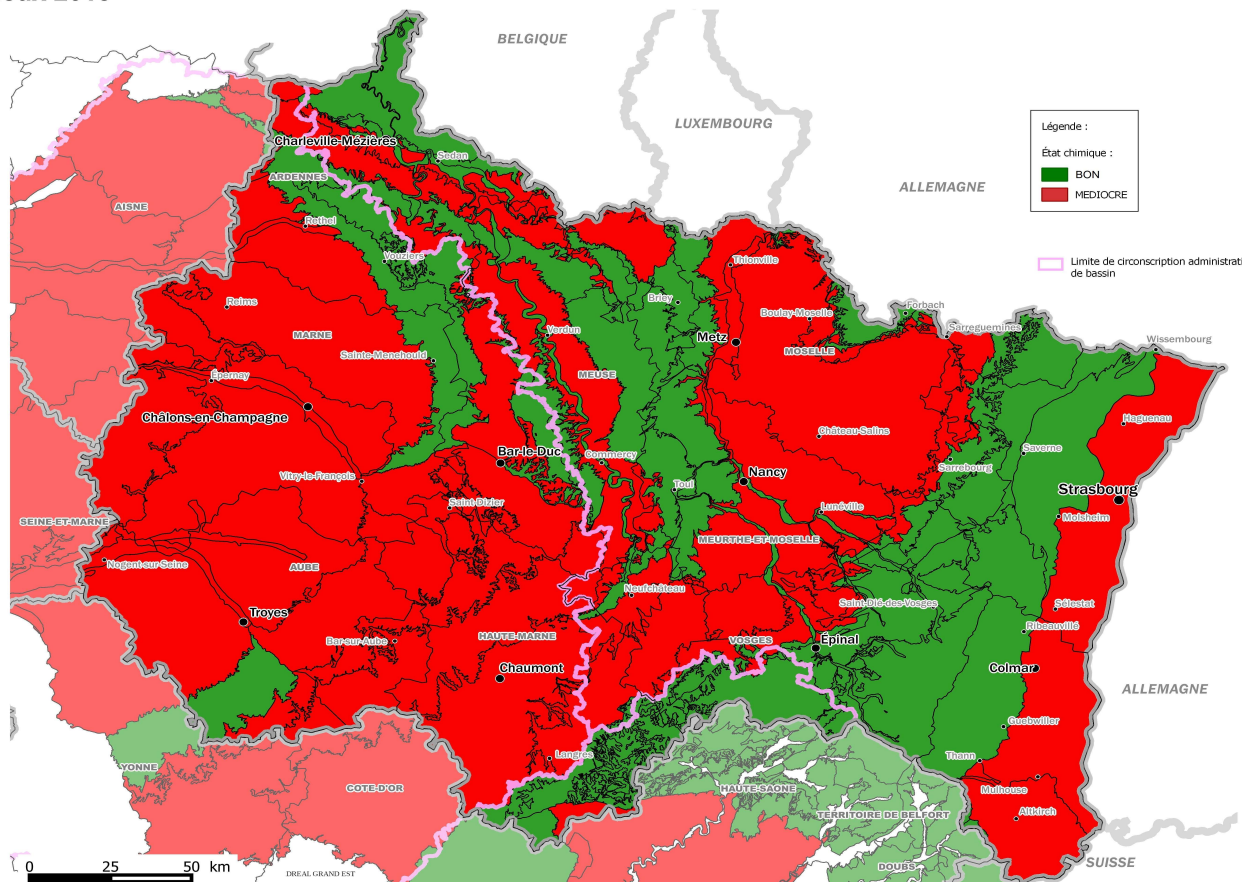 BELGIQUE
LUXEMBOURG
ALLEMAGNE
Légende :
État chimique :
BON
MEDIOCRE
Limite de circonscription administrati
de bassin
Charleville-Mézières
Sedan
ARDENNES
AISNE
Rethel
Vouziers
Thionville
Reims
Briey
Boulay-Moselle
Forbach
Sarreguemines
Wissembourg
MARNE
Verdun
Metz
MOSELLE
Sainte-Menehould
MEUSE
Épernay
Châlons-en-Champagne
Château-Salins
Haguenau
Bar-le-Duc
Commercy
Saverne
Sarrebourg
Vitry-le-François
Nancy
Toul
Strasbourg
Saint-Dizier
Lunéville
Molsheim
SEINE-ET-MARNE
MEURTHE-ET-MOSELLE
Nogent-sur-Seine
AUBE
Neufchâteau
Saint-Dié-des-Vosges
Sélestat
Troyes
Ribeauvillé
Bar-sur-Aube
HAUTE-MARNE
VOSGES
Épinal
Chaumont
Colmar
ALLEMAGNE
Guebwiller
Langres
Thann
YONNE
COTE-D'OR
HAUTE-SAONE
Mulhouse
TERRITOIRE DE BELFORT
Altkirch
DOUBS
SUISSE
0 25 50 km
DREAL GRAND EST